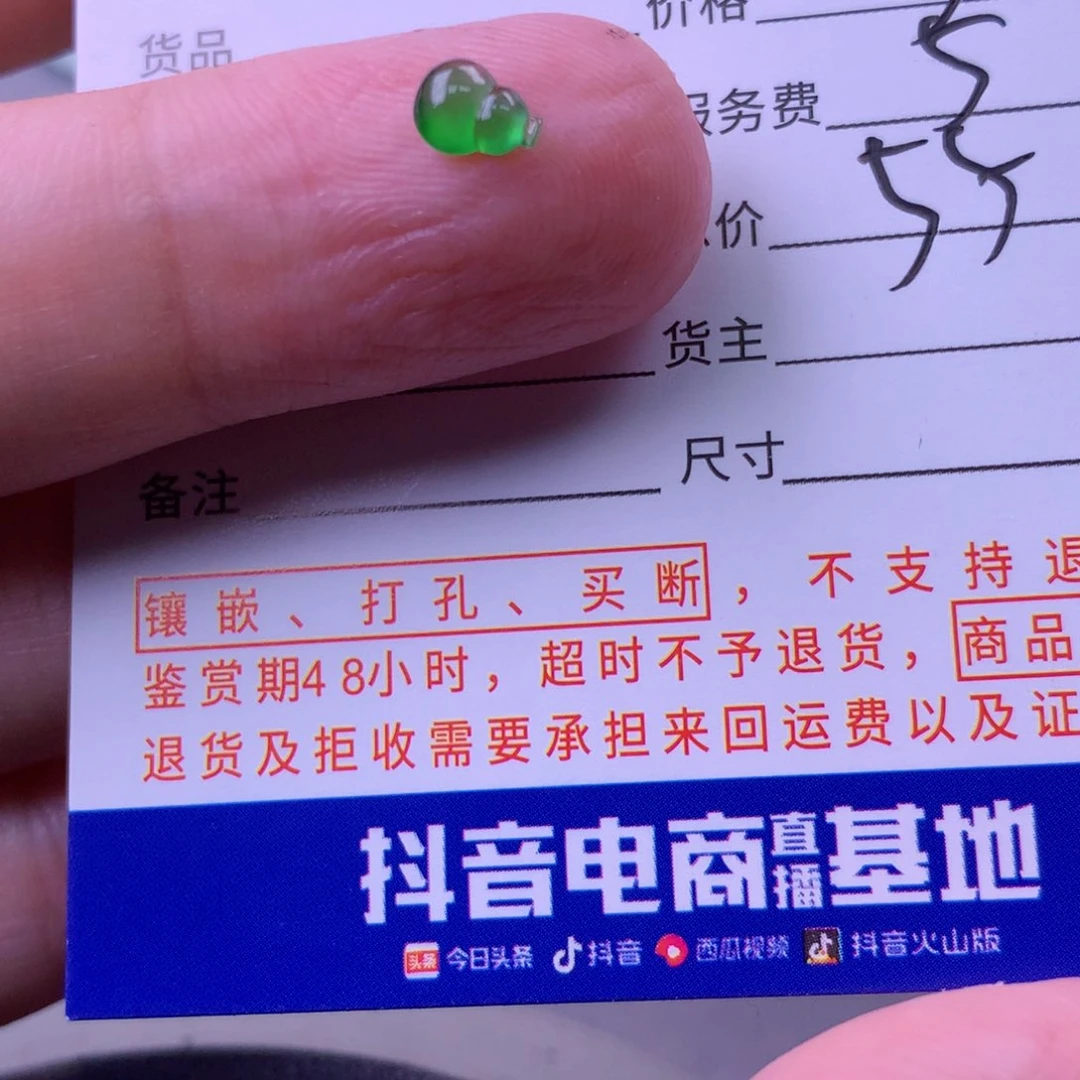 货品
价格
5
服务费
55
价
货主
备注 尺寸
镶嵌、打孔、买断，不支持退
鉴赏期48小时，超时不予退货，商品
退货及拒收需要承担来回运费以及证
抖音电商直播基地
头条 今日头条 抖音 西瓜视频 抖音火山版